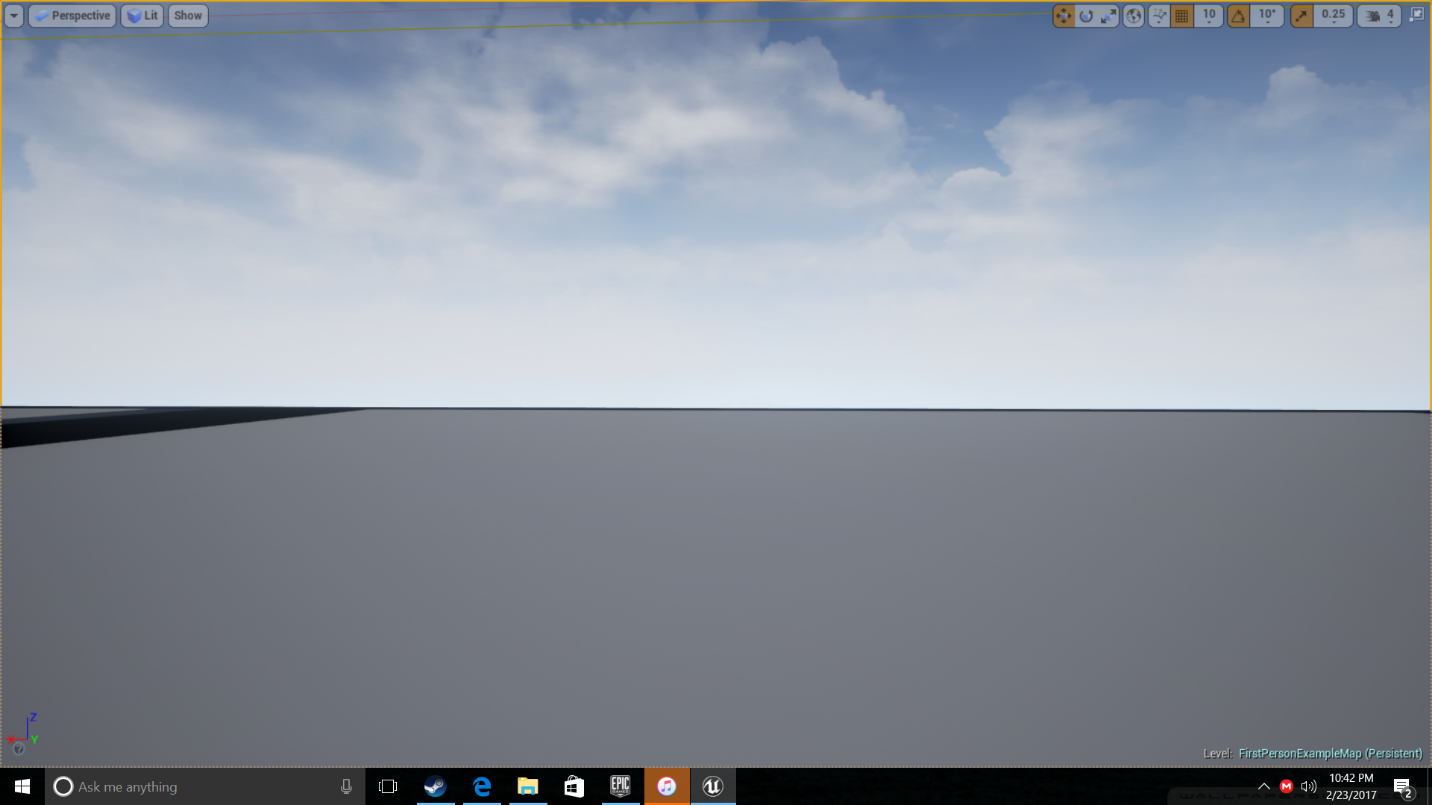 Perspective Lit Show 10 10° 0.25 4
Z
X Y
?
Level: FirstPersonExampleMap (Persistent)
Ask me anything
EPIC GAMES
M
10:42 PM
2/23/2017
2